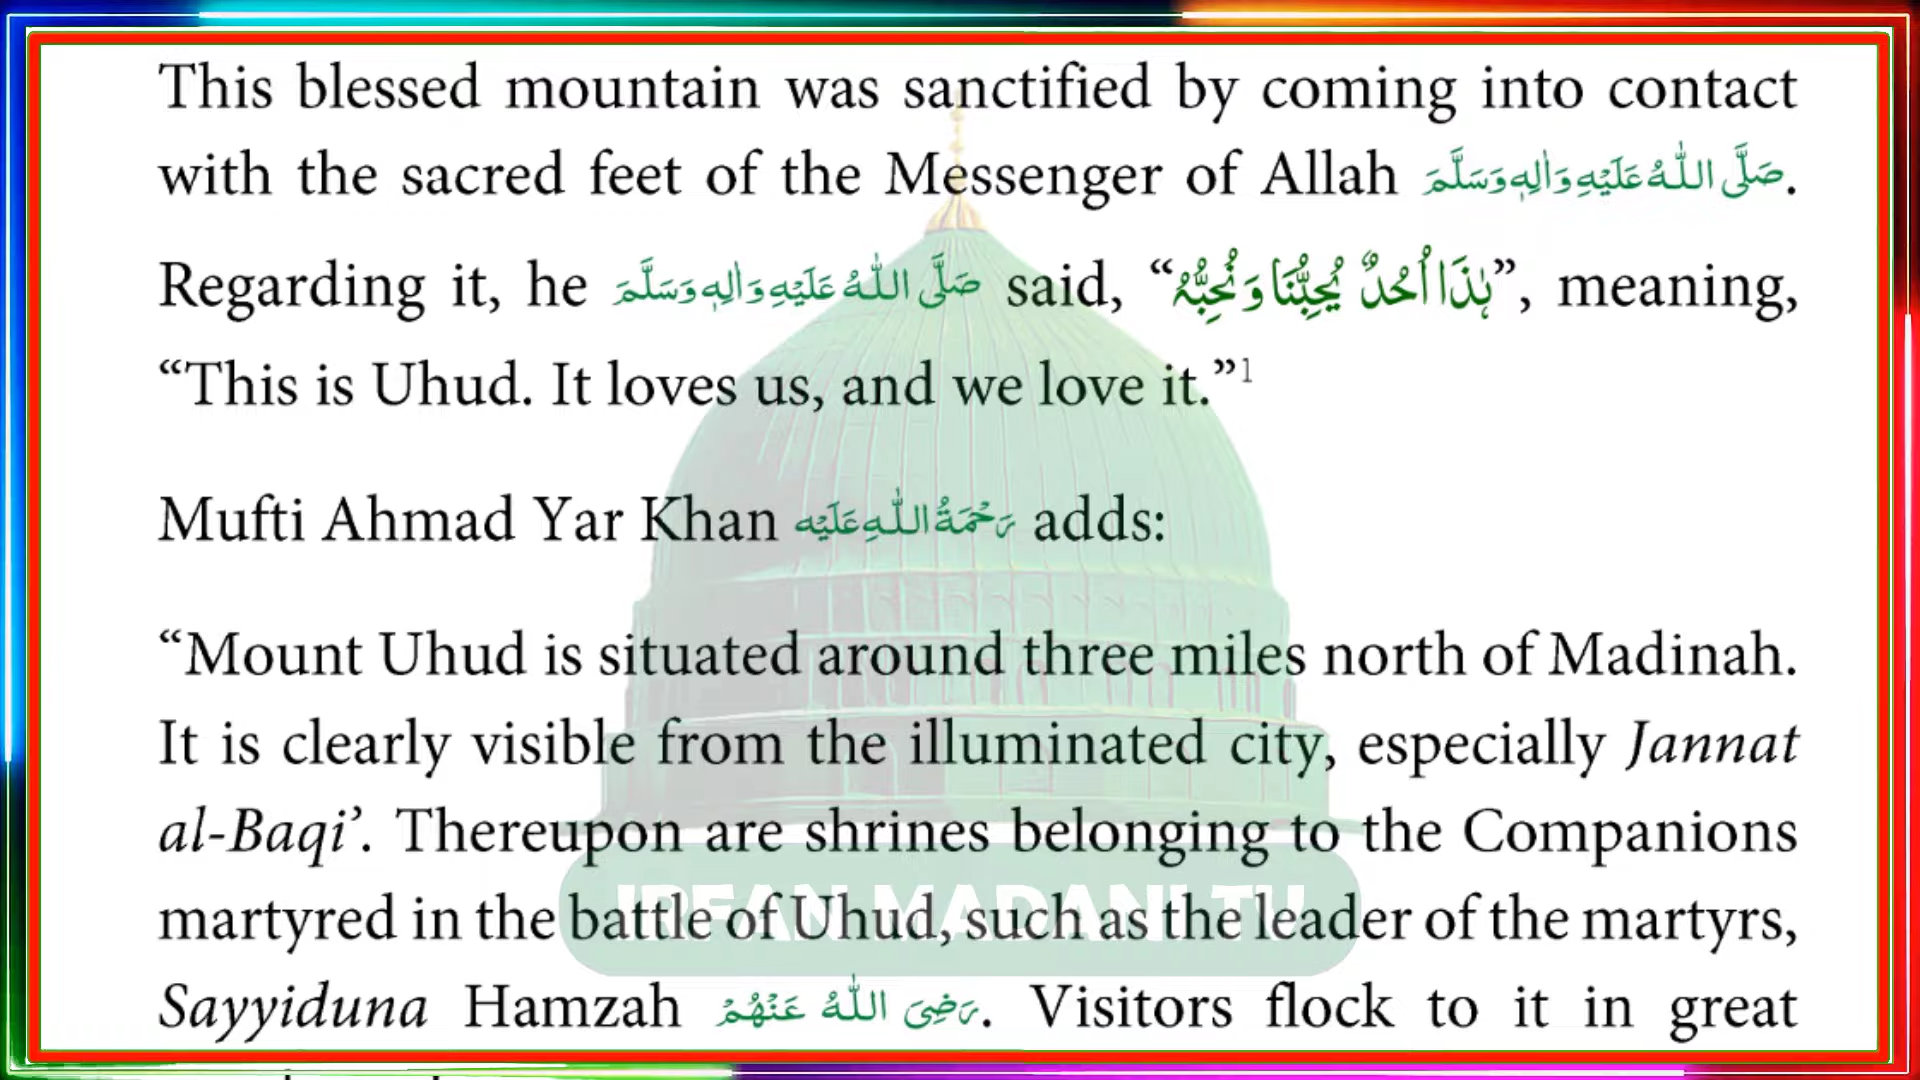 This blessed mountain was sanctified by coming into contact
with the sacred feet of the Messenger of Allah صَلَّى اللّٰهُ عَلَيْهِ وَاٰلِهٖ وَسَلَّمَ.
Regarding it, he صَلَّى اللّٰهُ عَلَيْهِ وَاٰلِهٖ وَسَلَّمَ said, “هٰذَا اُحُدٌ يُحِبُّنَا وَنُحِبُّهُ”, meaning,
“This is Uhud. It loves us, and we love it.”1
Mufti Ahmad Yar Khan رَحْمَةُ اللّٰهِ عَلَيْه adds:
“Mount Uhud is situated around three miles north of Madinah.
It is clearly visible from the illuminated city, especially Jannat
al-Baqi’. Thereupon are shrines belonging to the Companions
martyred in the battle of Uhud, such as the leader of the martyrs,
IRFAN MADANI TV
Sayyiduna Hamzah رَضِىَ اللّٰهُ عَنْهُمْ. Visitors flock to it in great